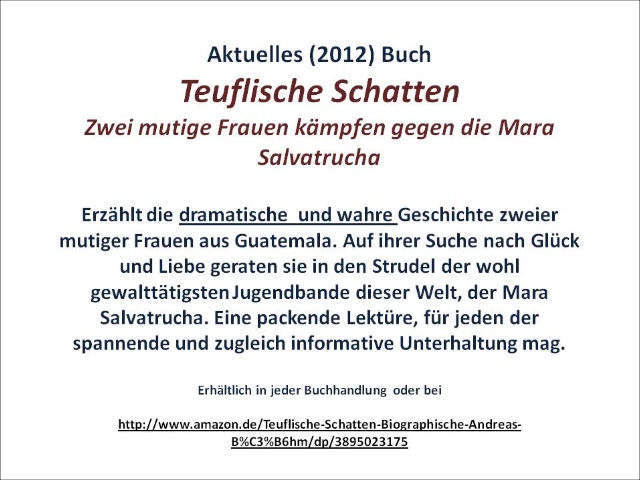 Aktuelles (2012) Buch
Teuflische Schatten
Zwei mutige Frauen kämpfen gegen die Mara
Salvatrucha
Erzählt die dramatische und wahre Geschichte zweier
mutiger Frauen aus Guatemala. Auf ihrer Suche nach Glück
und Liebe geraten sie in den Strudel der wohl
gewalttätigsten Jugendbande dieser Welt, der Mara
Salvatrucha. Eine packende Lektüre, für jeden der
spannende und zugleich informative Unterhaltung mag.
Erhältlich in jeder Buchhandlung oder bei
http://www.amazon.de/Teuflische-Schatten-Biographische-Andreas-
B%C3%B6hm/dp/3895023175